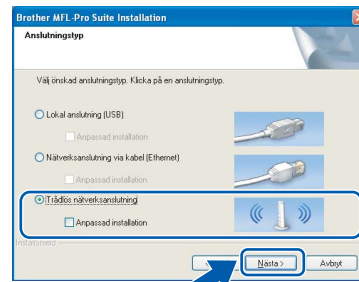 Brother MFL-Pro Suite Installation
Anslutningstyp
Välj önskad anslutningstyp. Klicka på en anslutningstyp.
Lokal anslutning (USB)
Anpassad installation
Nätverksanslutning via kabel (Ethernet)
Anpassad installation
Trådlös nätverksanslutning
Anpassad installation
InstallShield
Nästa >
Avbryt